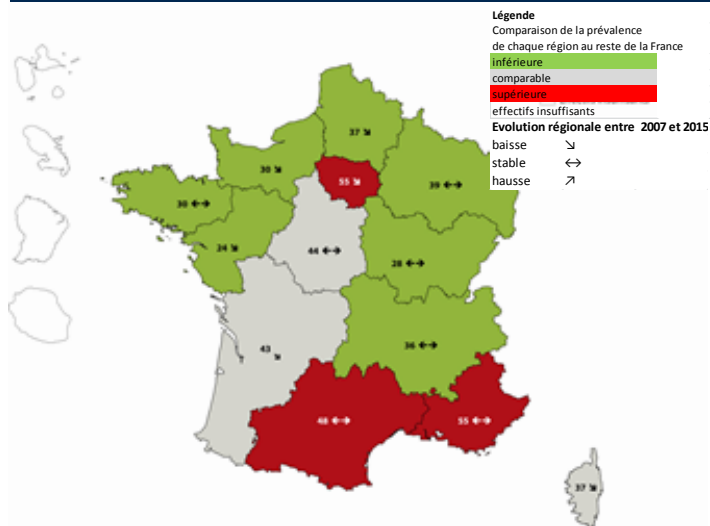 Légende
Comparaison de la prévalence
de chaque région au reste de la France
inférieure
comparable
supérieure
effectifs insuffisants
Evolution régionale entre 2007 et 2015
baisse ↘
stable ↔
hausse ↗
37 ↘
30 ↘
55 ↘
39 ↔
30 ↔
24 ↘
44 ↔
28 ↔
43 ↘
36 ↔
48 ↔
55 ↔
37 ↘